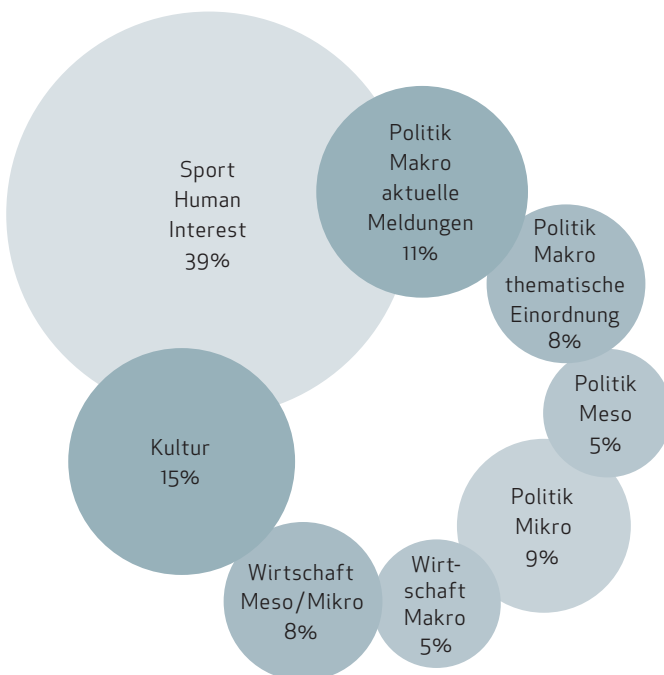 Sport
Human
Interest
39%
Politik
Makro
aktuelle
Meldungen
11%
Politik
Makro
thematische
Einordnung
8%
Politik
Meso
5%
Politik
Mikro
9%
Wirt-
schaft
Makro
5%
Wirtschaft
Meso/Mikro
8%
Kultur
15%